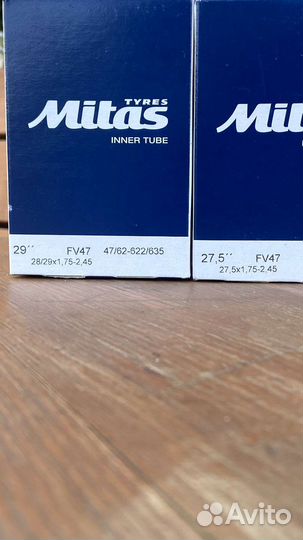 TYRES
Mitas
INNER TUBE
29´´ FV47 47/62-622/635
28/29x1,75-2,45
27,5´´ FV47
27,5x1,75-2,45
Avito